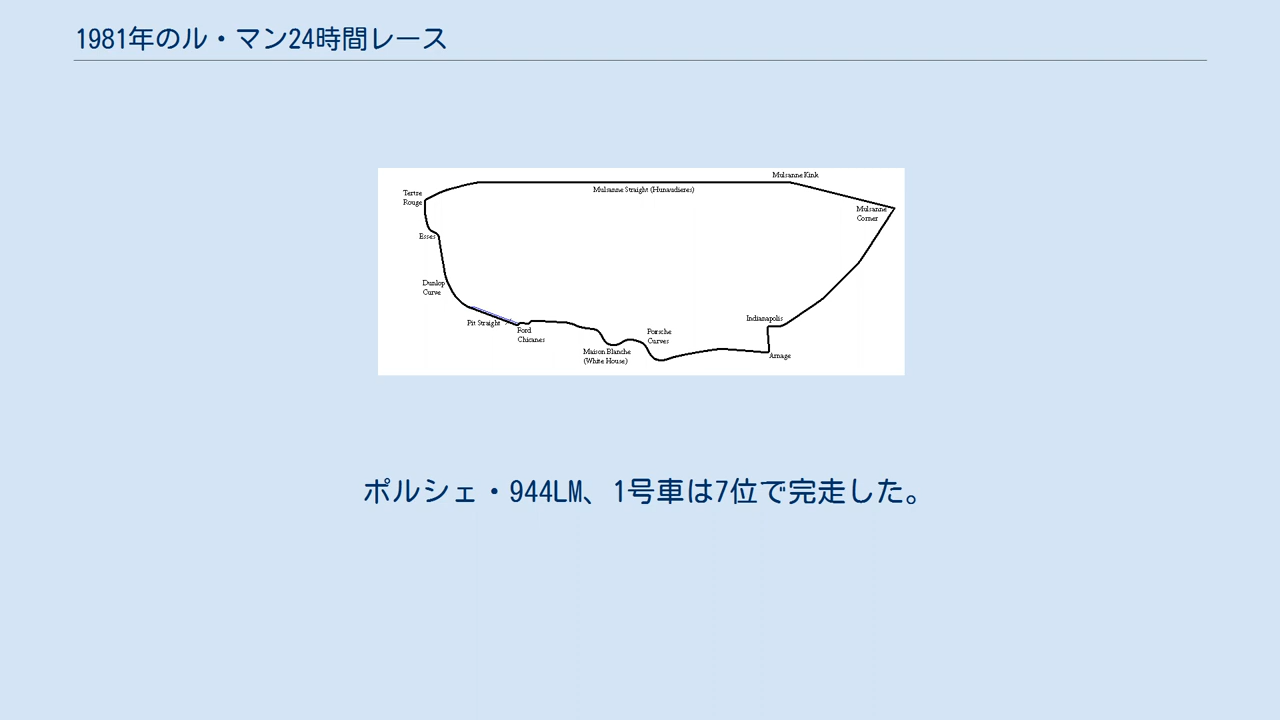 1981年のル・マン24時間レース
Mulsanne Kink
Mulsanne Straight (Hunaudieres)
Tertre
Rouge
Mulsanne
Corner
Esses
Dunlop
Curve
Pit Straight
Ford
Chicanes
Indianapolis
Porsche
Curves
Maison Blanche
(White House)
Arnage
ポルシェ・944LM、1号車は7位で完走した。